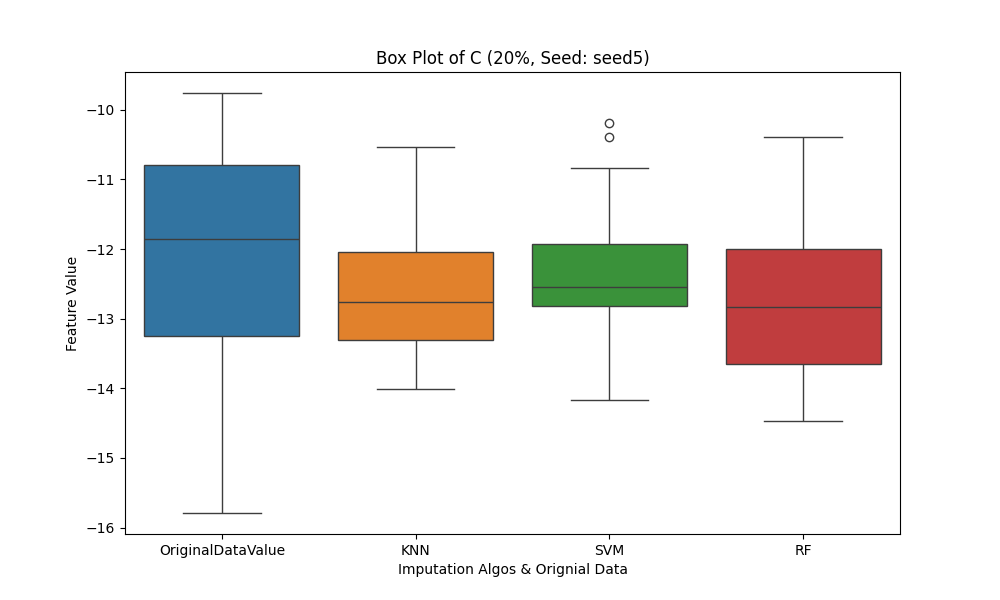 Box Plot of C (20%, Seed: seed5)
Feature Value
−10
−11
−12
−13
−14
−15
−16
OriginalDataValue
KNN
SVM
RF
Imputation Algos & Orignial Data